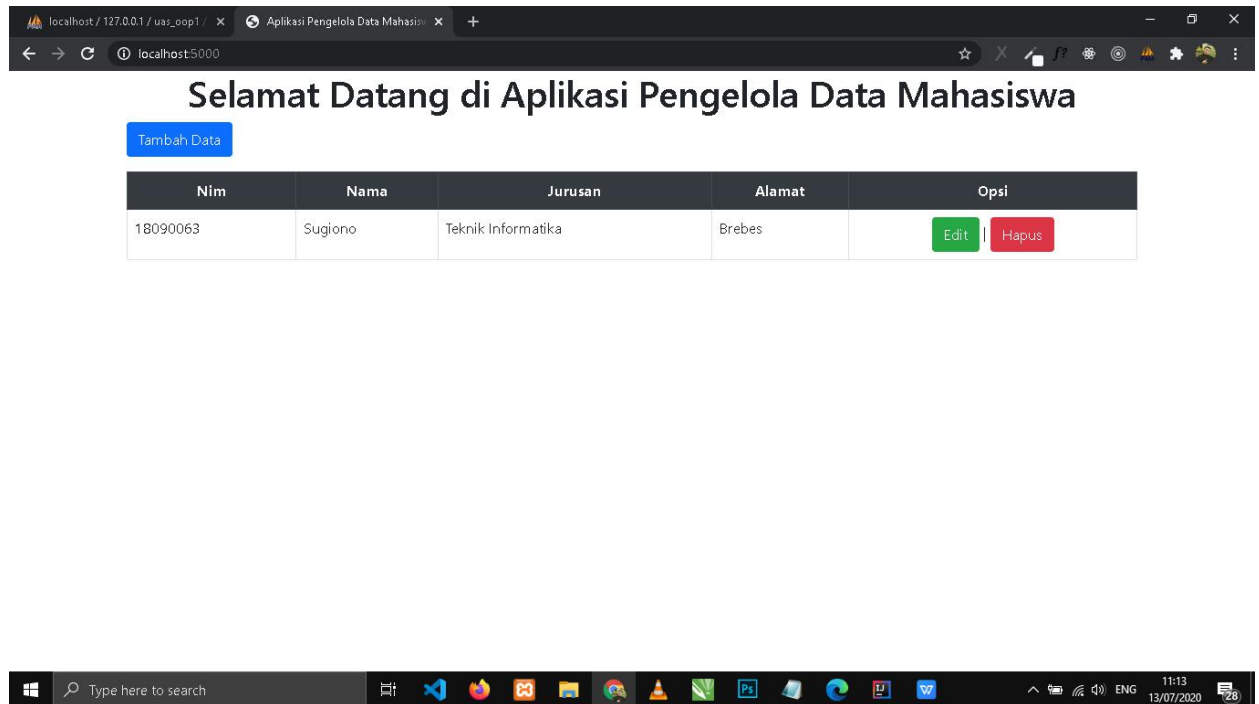 localhost / 127.0.0.1 / uas_oop1 /
Aplikasi Pengelola Data Mahasisw
localhost:5000
Selamat Datang di Aplikasi Pengelola Data Mahasiswa
Tambah Data
Nim Nama Jurusan Alamat Opsi
18090063 Sugiono Teknik Informatika Brebes Edit | Hapus
Type here to search
Ps
ENG
11:13
13/07/2020
28